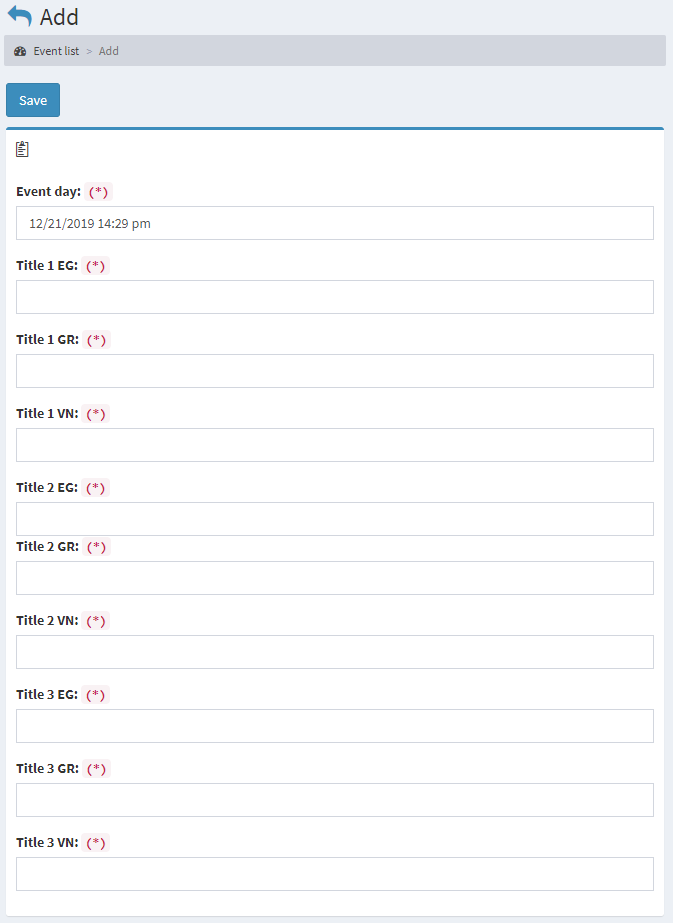 Add
Event list > Add
Save
Event day: (*)
12/21/2019 14:29 pm
Title 1 EG: (*)
Title 1 GR: (*)
Title 1 VN: (*)
Title 2 EG: (*)
Title 2 GR: (*)
Title 2 VN: (*)
Title 3 EG: (*)
Title 3 GR: (*)
Title 3 VN: (*)